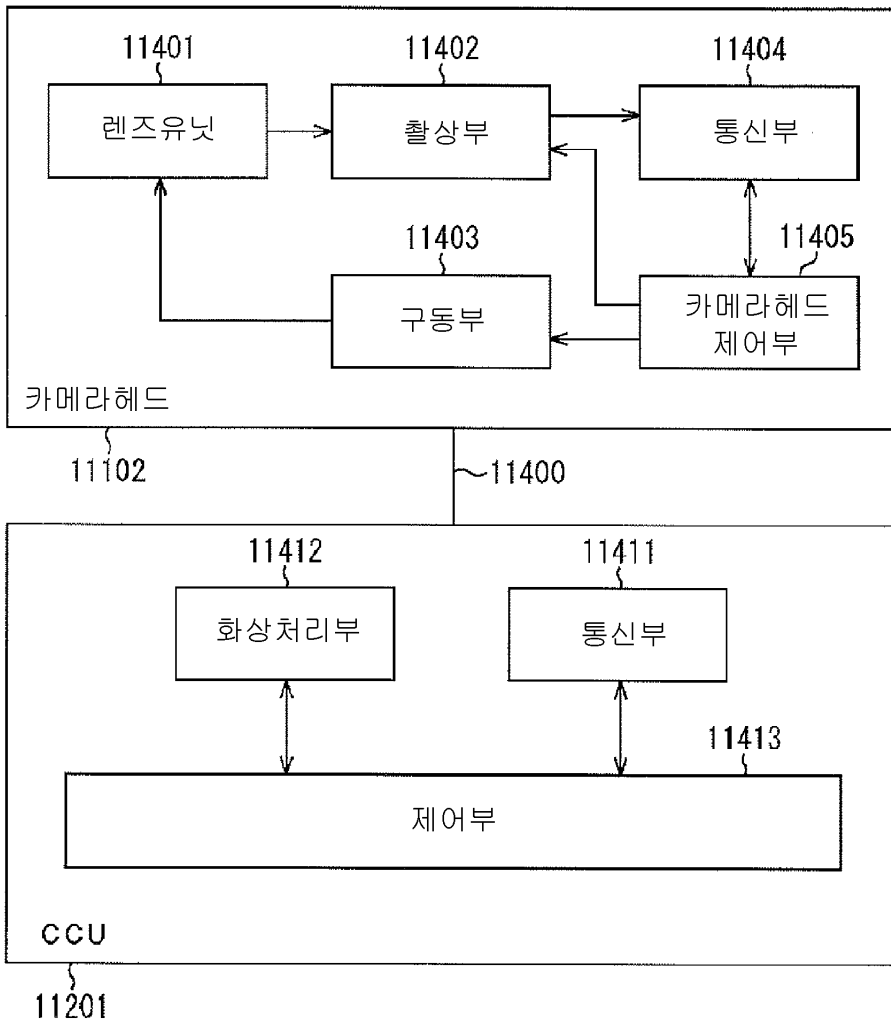 11401
11402
11404
렌즈유닛
촬상부
통신부
11403
11405
구동부
카메라헤드
제어부
카메라헤드
11102
11400
11412
11411
화상처리부
통신부
11413
제어부
CCU
11201